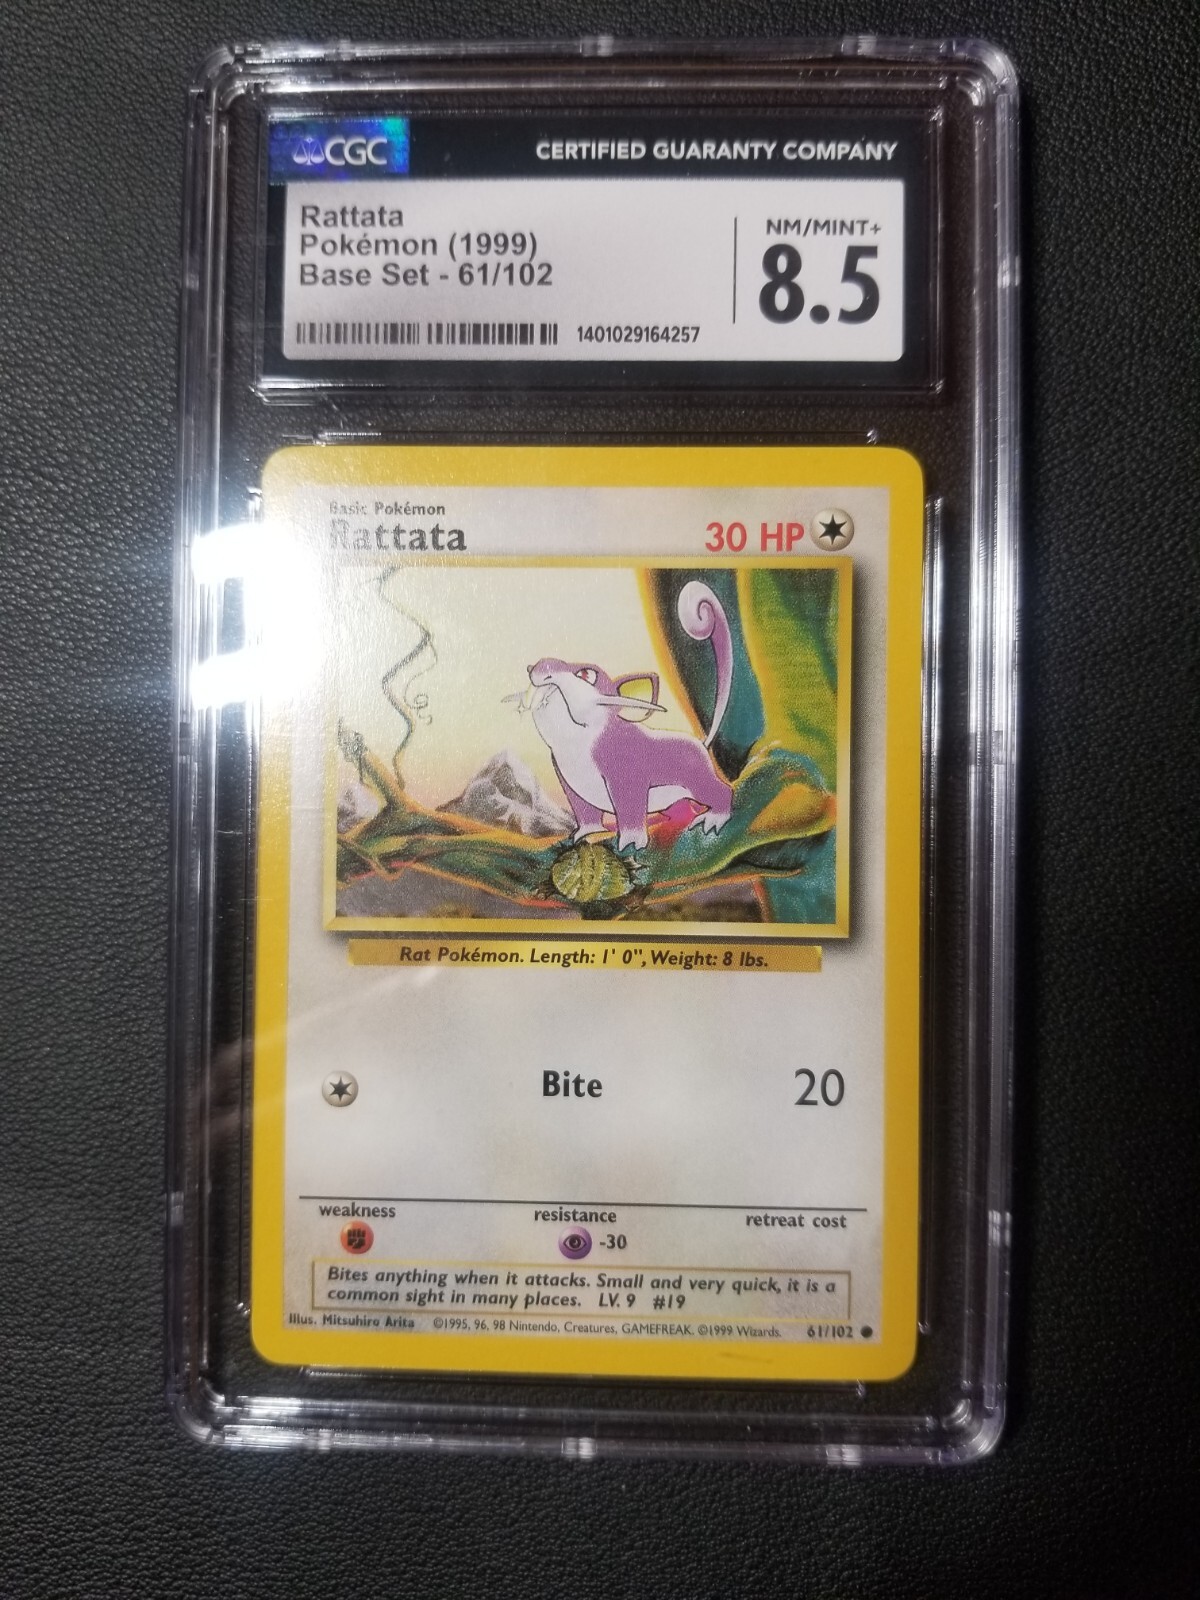 CGC
CERTIFIED GUARANTY COMPANY
Rattata
Pokémon (1999)
Base Set - 61/102
NM/MINT+
8.5
1401029164257
Basic Pokémon
Rattata
30 HP
Rat Pokémon. Length: 1' 0", Weight: 8 lbs.
Bite
20
weakness
resistance
retreat cost
-30
Bites anything when it attacks. Small and very quick, it is a
common sight in many places. LV. 9 #19
Illus. Mitsuhiro Arita ©1995, 96, 98 Nintendo, Creatures, GAMEFREAK. ©1999 Wizards. 61/102